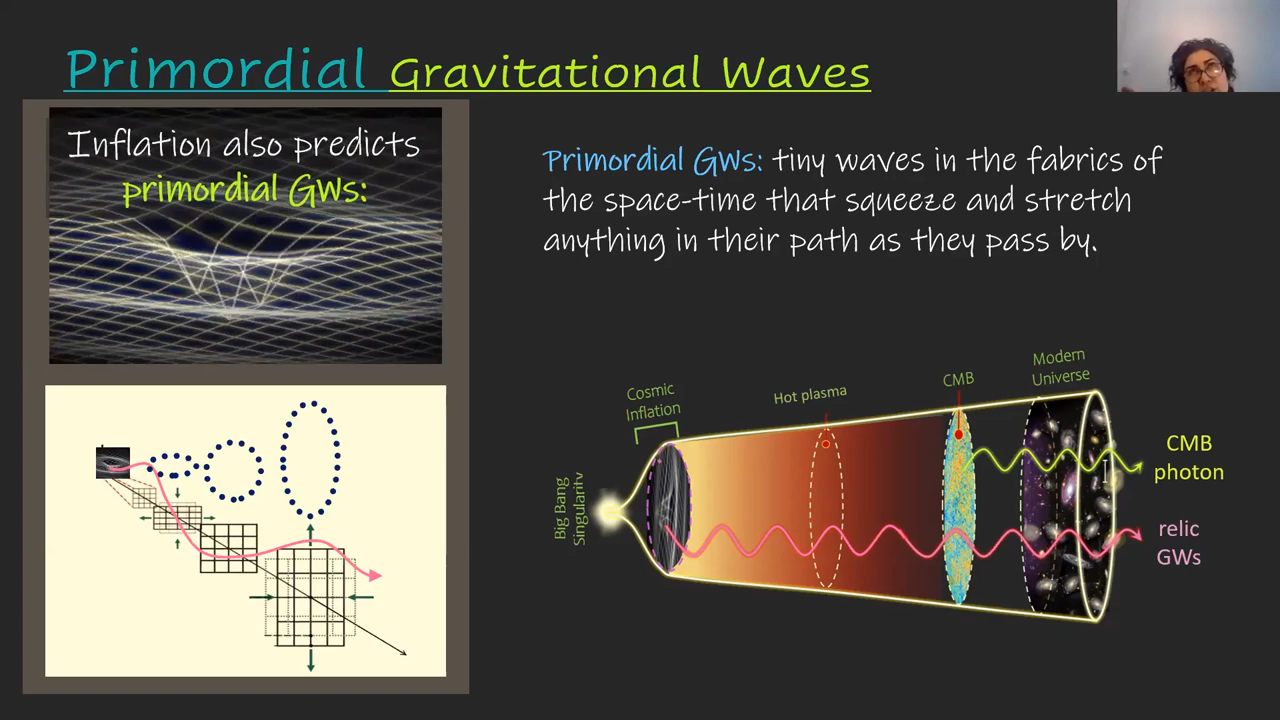 Primordial Gravitational Waves
Inflation also predicts
primordial GWs:
Primordial GWs: tiny waves in the fabrics of
the space-time that squeeze and stretch
anything in their path as they pass by.
Cosmic
Inflation
Hot plasma
CMB
Modern
Universe
Big Bang
Singularity
CMB
photon
relic
GWs